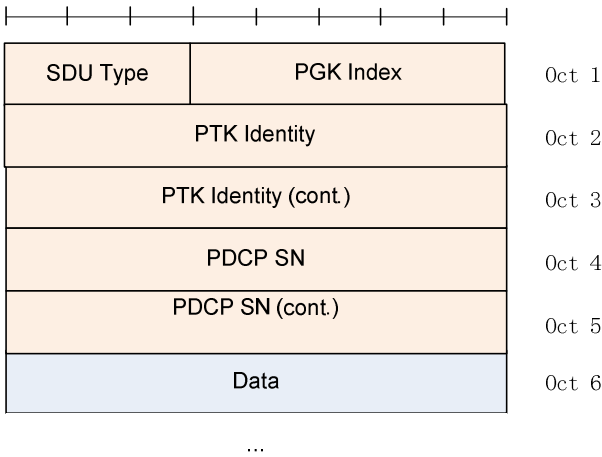 SDU Type PGK Index Oct 1
PTK Identity Oct 2
PTK Identity (cont.) Oct 3
PDCP SN Oct 4
PDCP SN (cont.) Oct 5
Data Oct 6
...